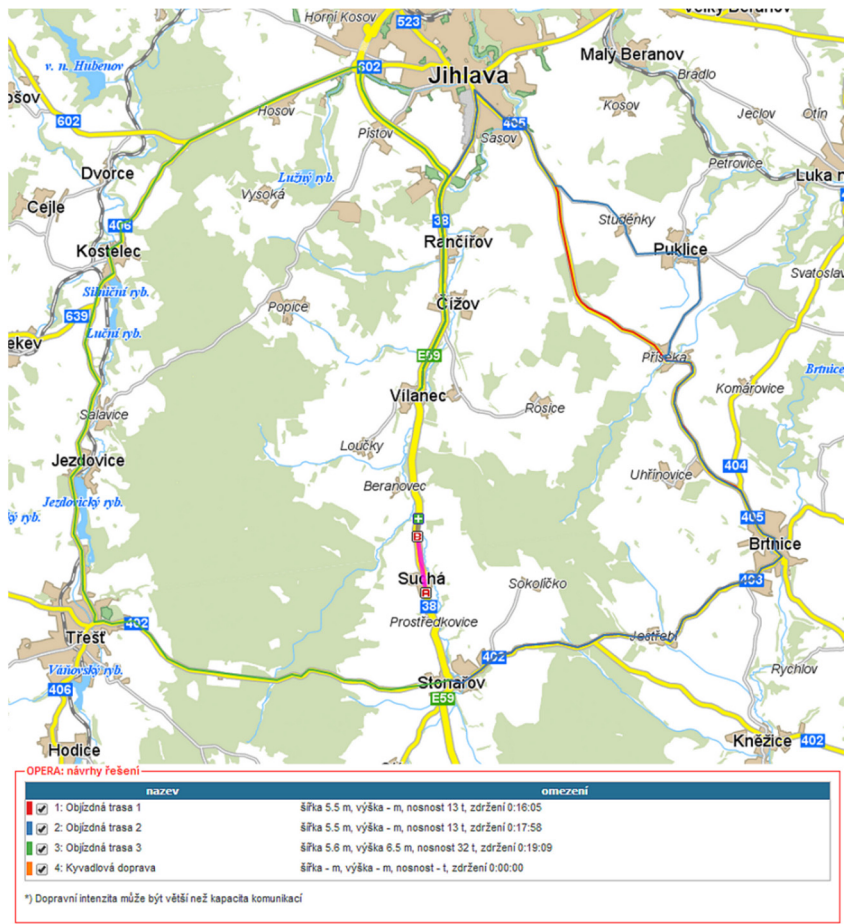 Horní Kosov
523
Velký Beranov
v. n. Hubenov
602
Jihlava
Malý Beranov
Brádlo
ošov
Hosov
Kosov
Ječlov
Otín
602
Pístov
405
Sasov
Petrovice
Dvorce
Lužný ryb.
Luka n
Cejle
Vysoká
406
38
Studénky
Kostelec
Rančířov
Puklice
Svatoslav
Silniční ryb.
Popice
Čížov
639
Luční ryb.
ekev
E59
Příseka
Brtnice
Salavice
Vílanec
Rosice
Komárovice
Loučky
Jezdovice
Beranovec
Uhřínovice
404
Jezdovický ryb.
ký ryb.
405
Brtnice
Suchá
Sokolíčko
403
38
402
Prostředkovice
Třešť
402
Jestřebí
Váňovský ryb.
Stonařov
Rychlov
406
E59
Hodice
Kněžice
402
OPERA: návrhy řešení
nazev omezení
1: Objízdná trasa 1 šířka 5.5 m, výška - m, nosnost 13 t, zdržení 0:16:05
2: Objízdná trasa 2 šířka 5.5 m, výška - m, nosnost 13 t, zdržení 0:17:58
3: Objízdná trasa 3 šířka 5.6 m, výška 6.5 m, nosnost 32 t, zdržení 0:19:09
4: Kyvadlová doprava šířka - m, výška - m, nosnost - t, zdržení 0:00:00
*) Dopravní intenzita může být větší než kapacita komunikací